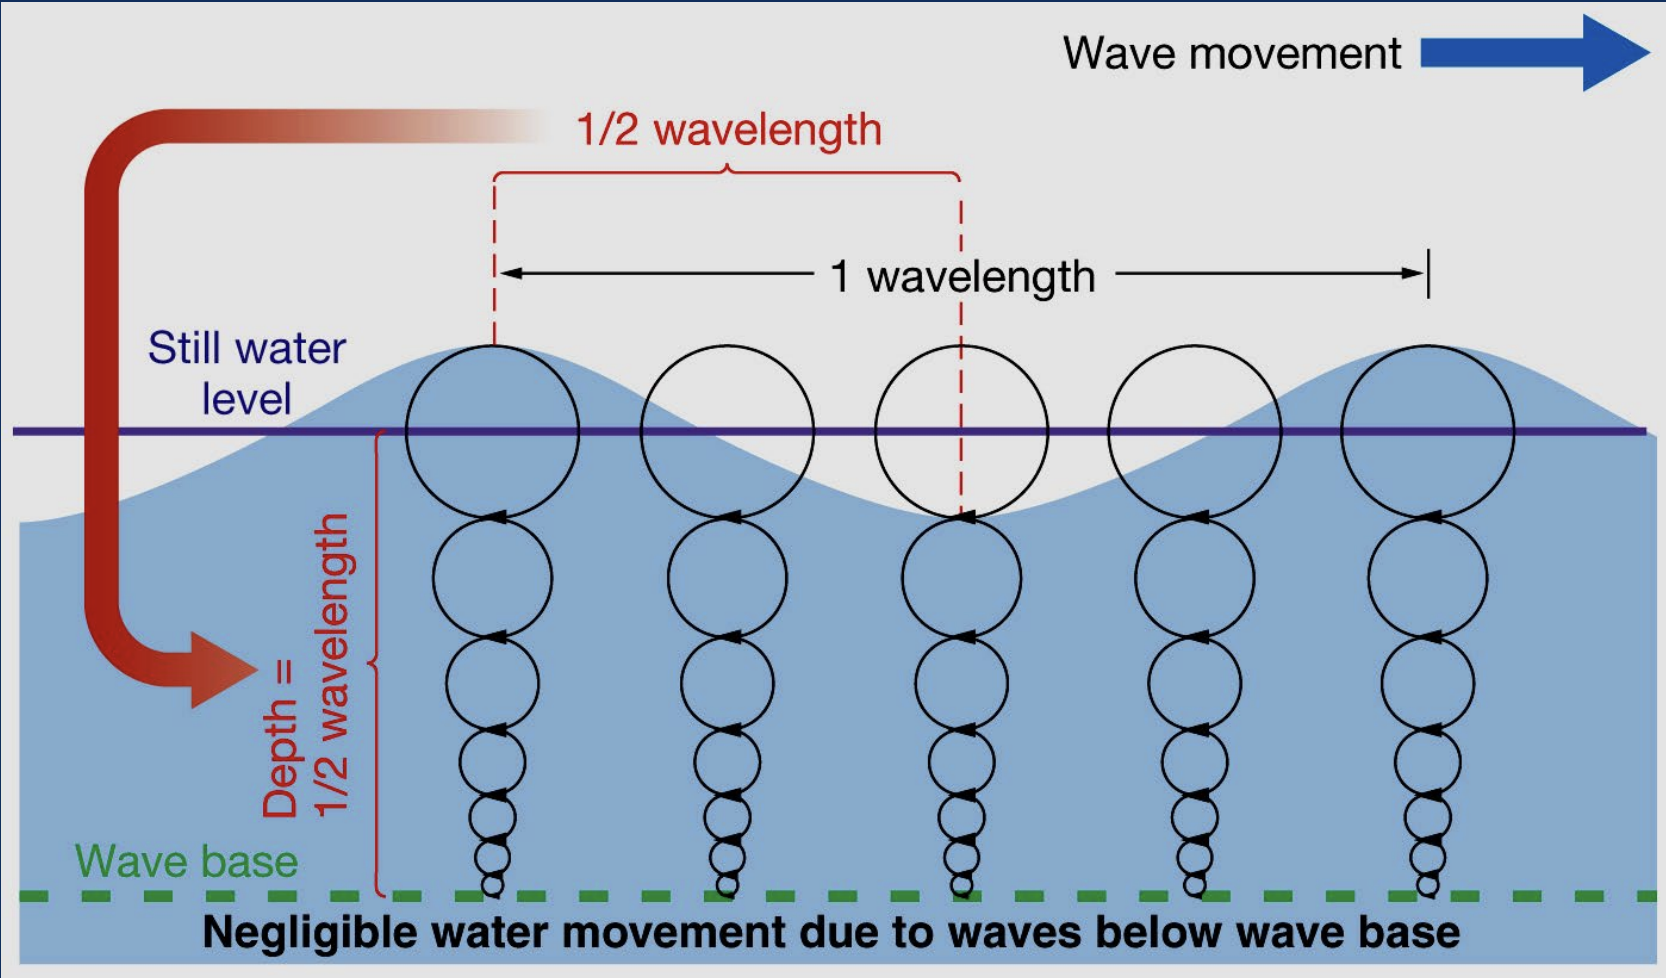 Wave movement
1/2 wavelength
1 wavelength
Still water
level
Depth =
1/2 wavelength
Wave base
Negligible water movement due to waves below wave base